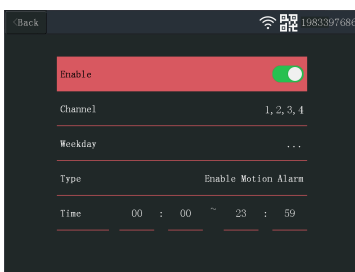 <Back 1983397686
Enable
Channel 1, 2, 3, 4
Weekday ...
Type Enable Motion Alarm
Time 00 : 00 ~ 23 : 59